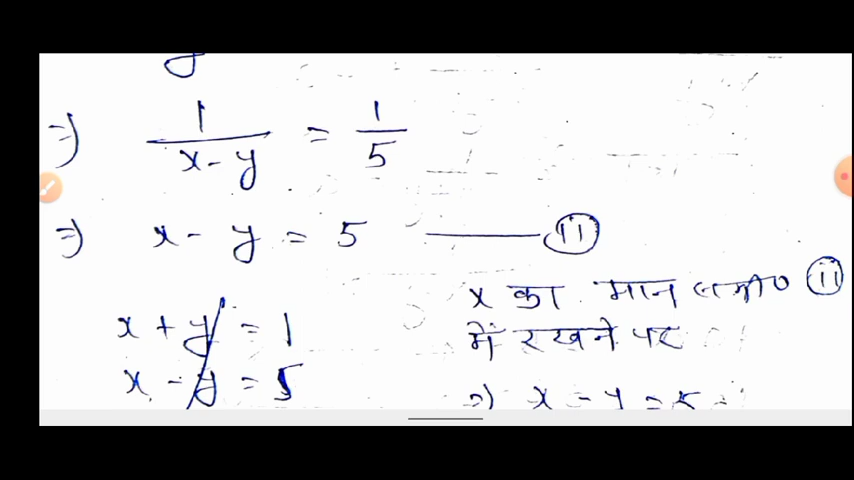 y
⇒ 1/(x-y) = 1/5
⇒ x - y = 5 —— (ii)
x + y = 1
x - y = 5
x का मान समी० (ii)
में रखने पर
⇒ x - y = 5